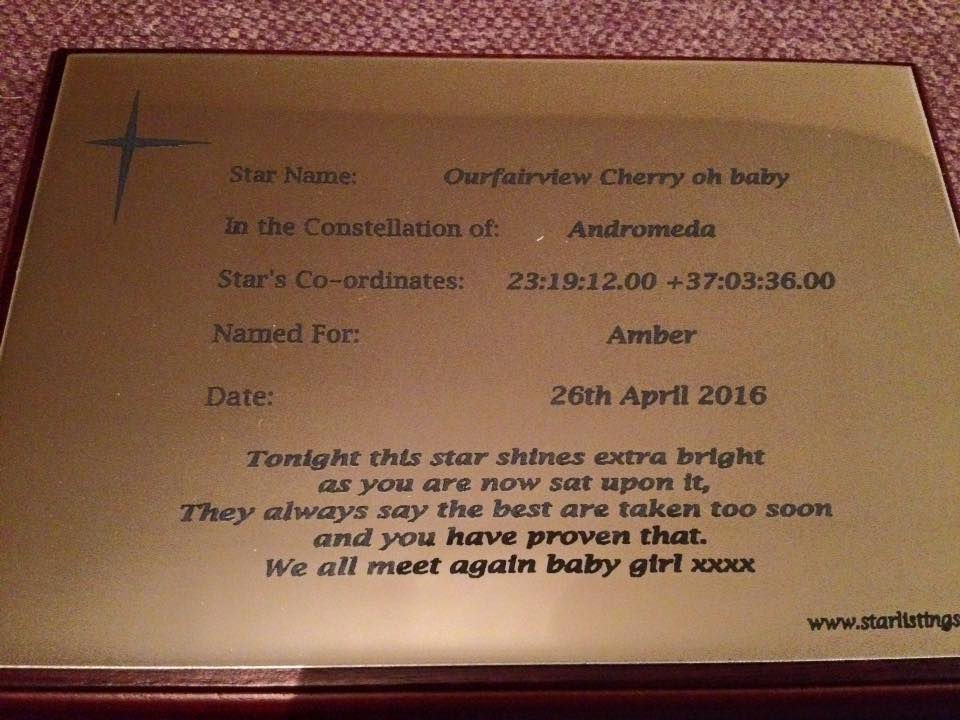 Star Name: Ourfairview Cherry oh baby
In the Constellation of: Andromeda
Star's Co-ordinates: 23:19:12.00 +37:03:36.00
Named For: Amber
Date: 26th April 2016
Tonight this star shines extra bright
as you are now sat upon it,
They always say the best are taken too soon
and you have proven that.
We all meet again baby girl xxxx
www.starlistings